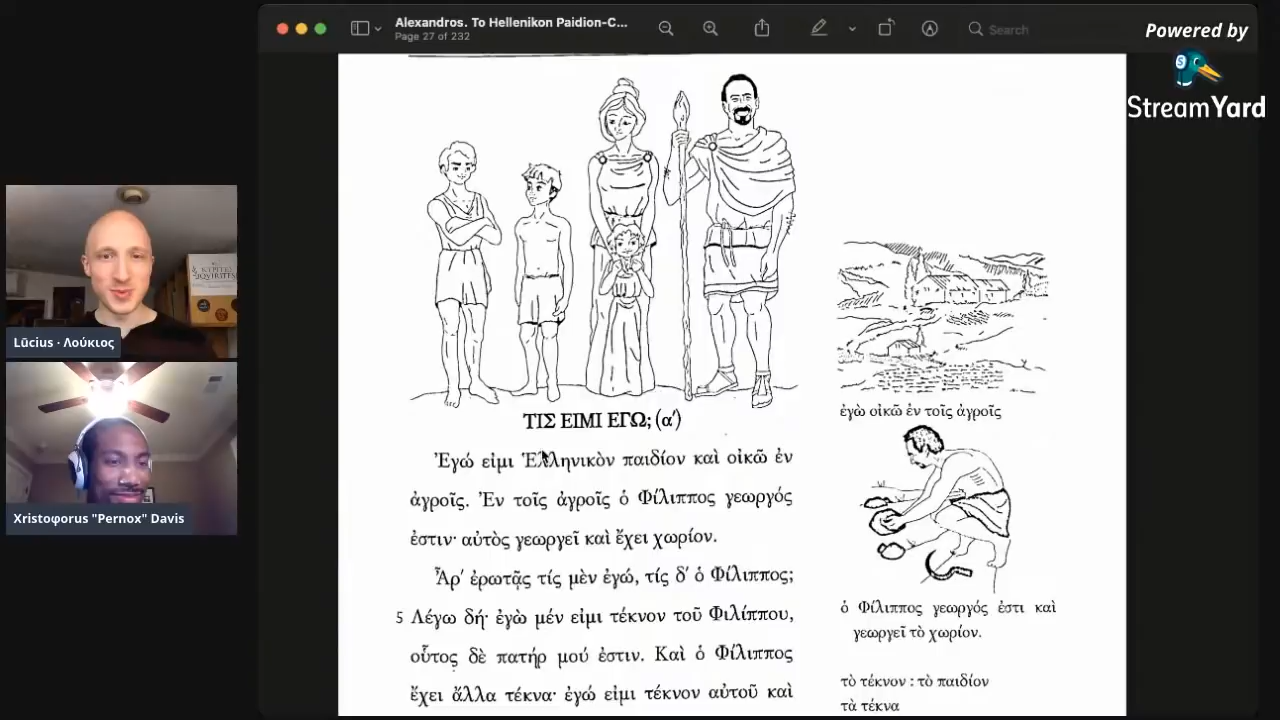 Alexandros. To Hellenikon Paidion-C...
Page 27 of 232
Search
Powered by
StreamYard
ΤΙΣ ΕΙΜΙ ΕΓΩ; (α′)
Ἐγώ εἰμι Ἑλληνικὸν παιδίον καὶ οἰκῶ ἐν
ἀγροῖς. Ἐν τοῖς ἀγροῖς ὁ Φίλιππος γεωργός
ἐστιν· αὐτὸς γεωργεῖ καὶ ἔχει χωρίον.
Ἆρ’ ἐρωτᾷς τίς μὲν ἐγώ, τίς δ’ ὁ Φίλιππος;
5 Λέγω δή· ἐγὼ μέν εἰμι τέκνον τοῦ Φιλίππου,
οὗτος δὲ πατήρ μού ἐστιν. Καὶ ὁ Φίλιππος
ἔχει ἄλλα τέκνα· ἐγώ εἰμι τέκνον αὐτοῦ καὶ
ἐγὼ οἰκῶ ἐν τοῖς ἀγροῖς
ὁ Φίλιππος γεωργός ἐστι καὶ
γεωργεῖ τὸ χωρίον.
τὸ τέκνον : τὸ παιδίον
τὰ τέκνα
Lūcius · Λούκιος
Xristoφorus "Pernox" Davis